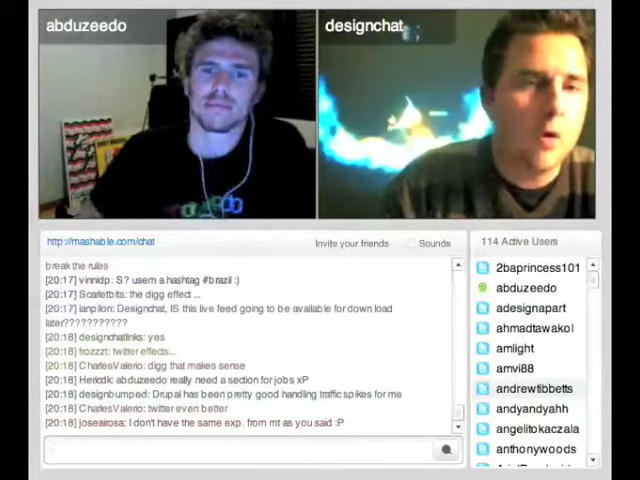 abduzeedo
designchat
http://mashable.com/chat
Invite your friends
Sounds
114 Active Users
break the rules
[20:17] vinnidp: S? usem a hashtag #brazil :)
[20:17] Scarletbits: the digg effect ...
[20:17] ianpilon: Designchat, IS this live feed going to be available for down load
later???????????
[20:18] designchatlinks: yes
[20:18] frozzzt: twitter effects...
[20:18] CharlesValerio: digg that makes sense
[20:18] Hericdk: abduzeedo really need a section for jobs xP
[20:18] designbumped: Drupal has been pretty good handling traffic spikes for me
[20:18] CharlesValerio: twitter even better
[20:18] joseairosa: I don't have the same exp. from mt as you said :P
2baprincess101
abduzeedo
adesignapart
ahmadtawakol
amlight
amvi88
andrewtibbetts
andyandyahh
angelitokaczala
anthonywoods